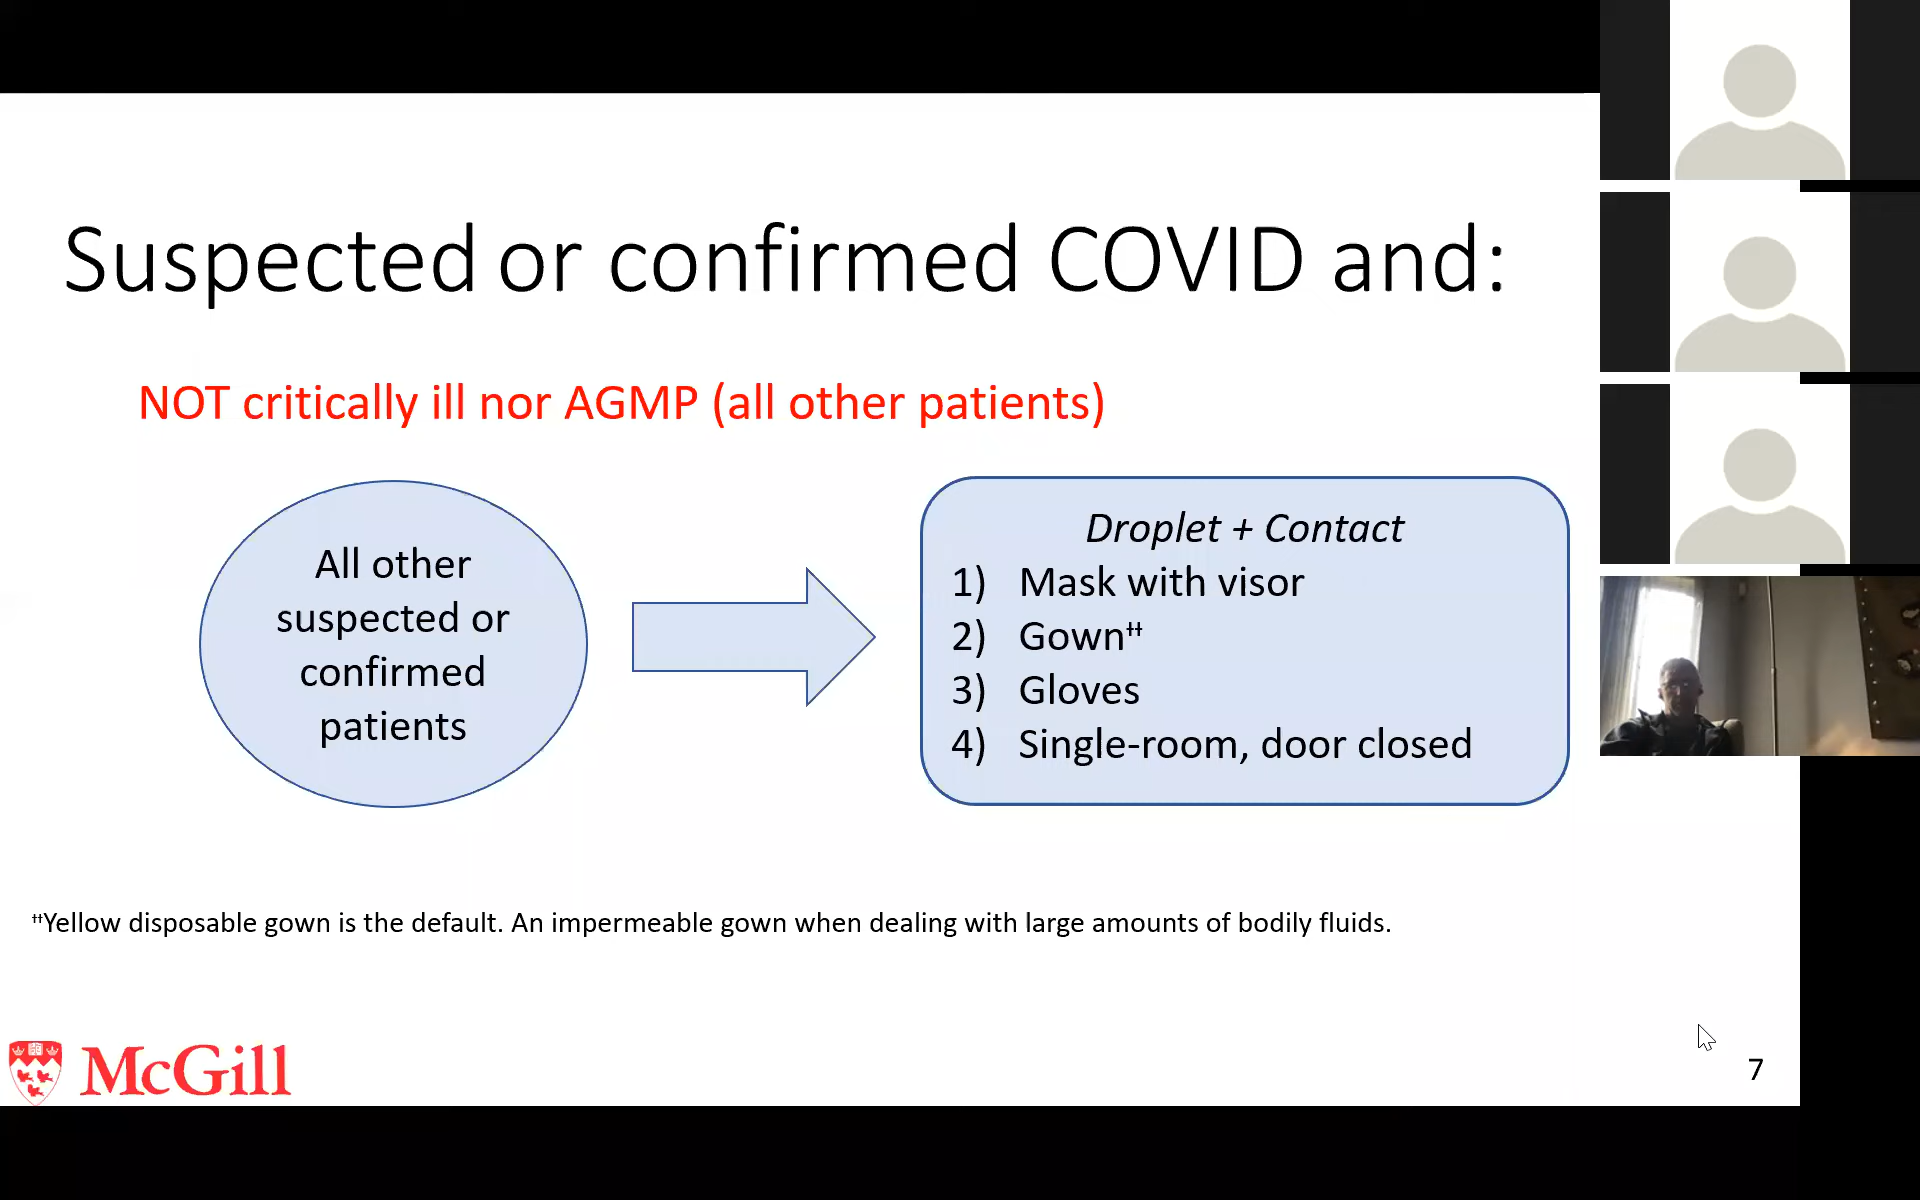 Suspected or confirmed COVID and:
NOT critically ill nor AGMP (all other patients)
All other
suspected or
confirmed
patients
Droplet + Contact
1) Mask with visor
2) Gown⧺
3) Gloves
4) Single-room, door closed
⧺Yellow disposable gown is the default. An impermeable gown when dealing with large amounts of bodily fluids.
McGill
7